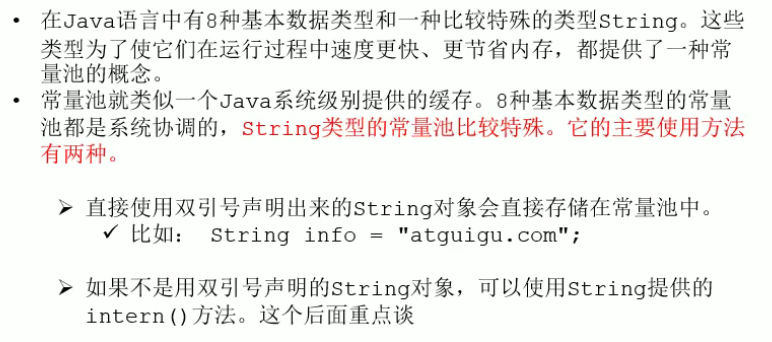 • 在Java语言中有8种基本数据类型和一种比较特殊的类型String。这些
类型为了使它们在运行过程中速度更快、更节省内存，都提供了一种常
量池的概念。
• 常量池就类似一个Java系统级别提供的缓存。8种基本数据类型的常量
池都是系统协调的，String类型的常量池比较特殊。它的主要使用方法
有两种。
➢ 直接使用双引号声明出来的String对象会直接存储在常量池中。
✓ 比如： String info = "atguigu.com";
➢ 如果不是用双引号声明的String对象，可以使用String提供的
intern()方法。这个后面重点谈